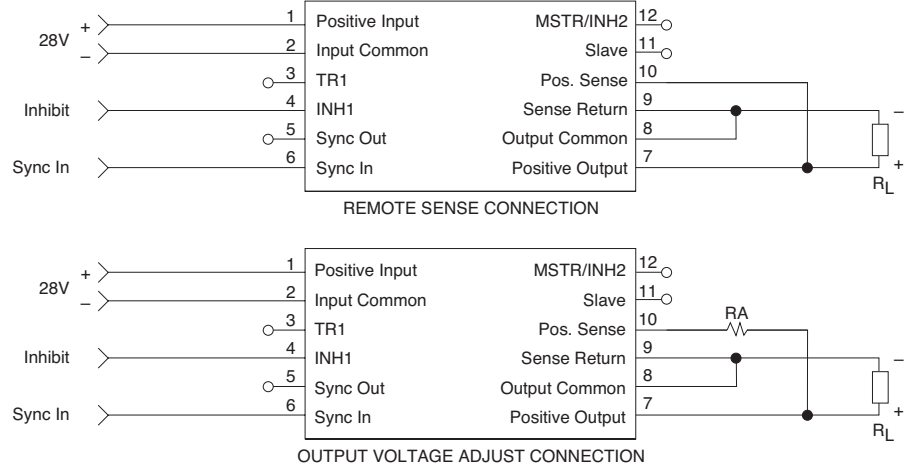 1 Positive Input MSTR/INH2 12
28V + –
2 Input Common Slave 11
3 TR1 Pos. Sense 10
Inhibit 4 INH1 Sense Return 9 –
5 Sync Out Output Common 8
Sync In 6 Sync In Positive Output 7 +
RL
REMOTE SENSE CONNECTION
1 Positive Input MSTR/INH2 12
28V + –
2 Input Common Slave 11
3 TR1 Pos. Sense 10 RA
Inhibit 4 INH1 Sense Return 9 –
5 Sync Out Output Common 8
Sync In 6 Sync In Positive Output 7 +
RL
OUTPUT VOLTAGE ADJUST CONNECTION